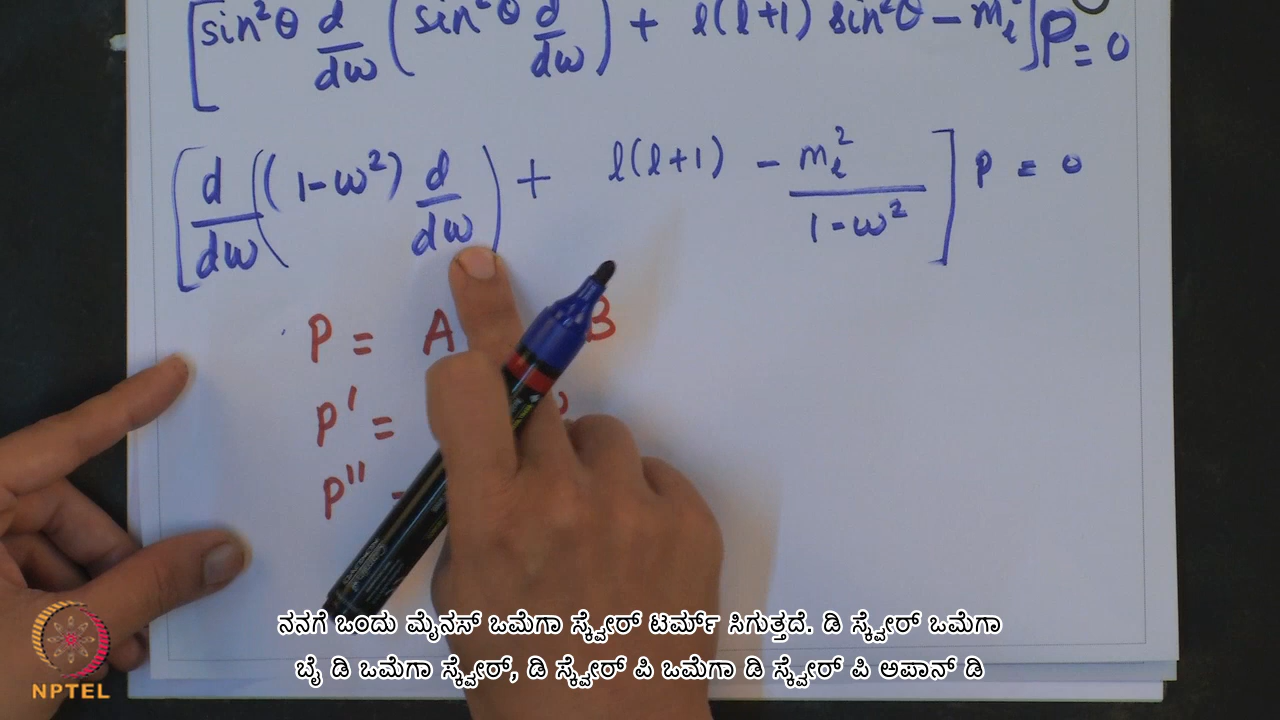 [sin²θ d/dω (sin²θ d/dω) + l(l+1) sin²θ - m_l²] P = 0
[d/dω ((1-ω²) d/dω) + l(l+1) - m_l²/(1-ω²)] P = 0
P = A B
P' =
P"
ನನಗೆ ಒಂದು ಮೈನಸ್ ಒಮೆಗಾ ಸ್ಕ್ವೇರ್ ಟರ್ಮ್ ಸಿಗುತ್ತದೆ. ಡಿ ಸ್ಕ್ವೇರ್ ಒಮೆಗಾ
ಬೈ ಡಿ ಒಮೆಗಾ ಸ್ಕ್ವೇರ್, ಡಿ ಸ್ಕ್ವೇರ್ ಪಿ ಒಮೆಗಾ ಡಿ ಸ್ಕ್ವೇರ್ ಪಿ ಅಪಾನ್ ಡಿ
NPTEL